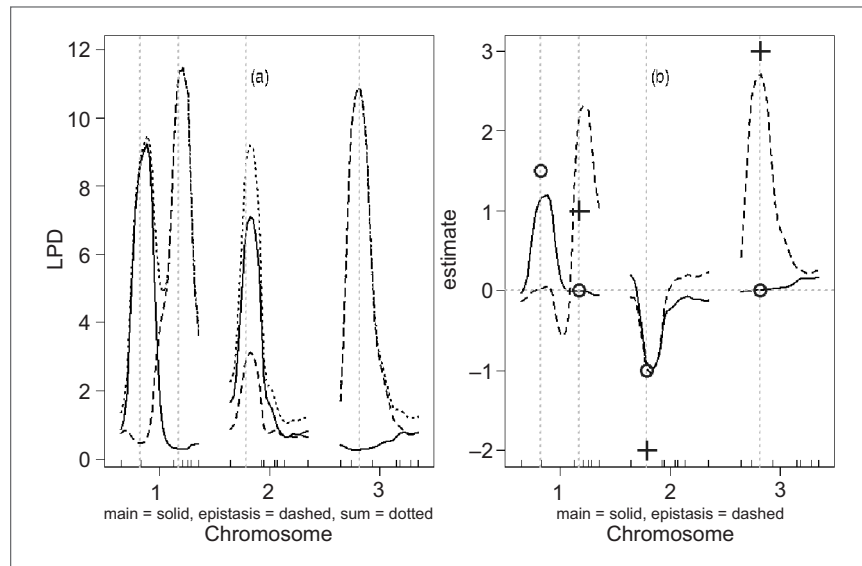 12
10
8
6
4
2
0
LPD
(a)
1 2 3
main = solid, epistasis = dashed, sum = dotted
Chromosome
3
2
1
0
−1
−2
estimate
(b)
1 2 3
main = solid, epistasis = dashed
Chromosome